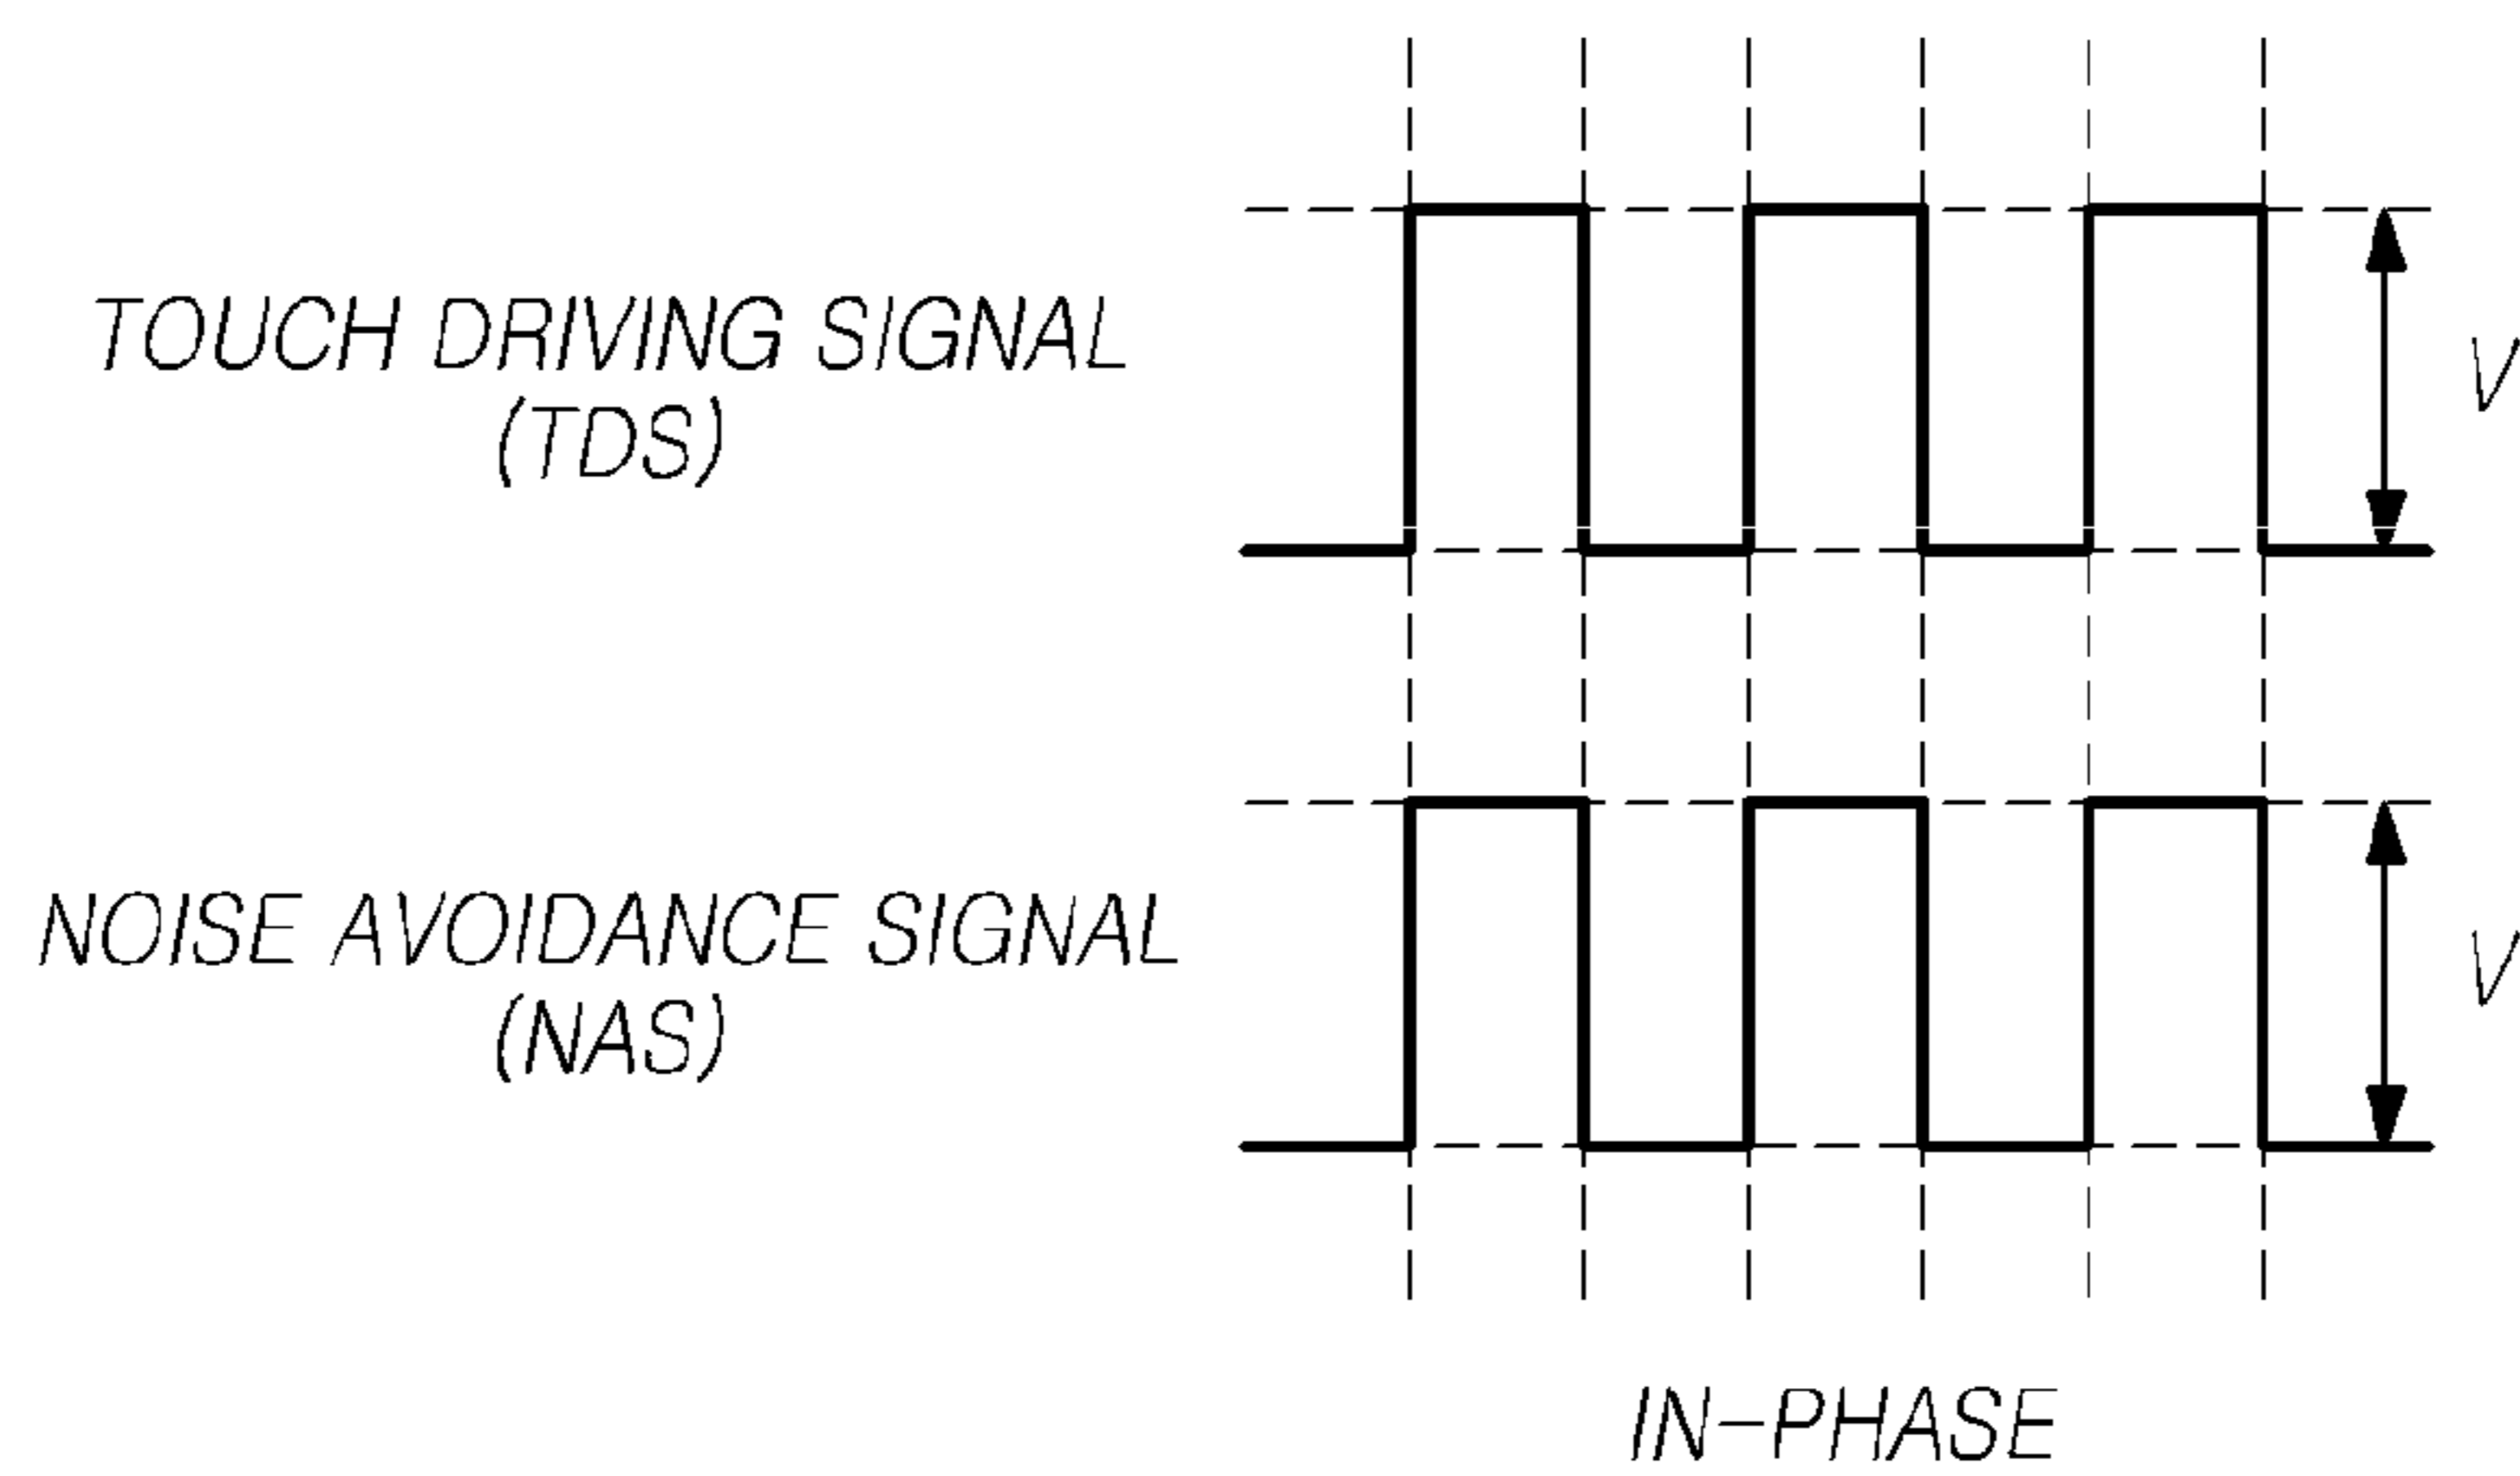 TOUCH DRIVING SIGNAL
(TDS)
V
NOISE AVOIDANCE SIGNAL
(NAS)
V
IN-PHASE